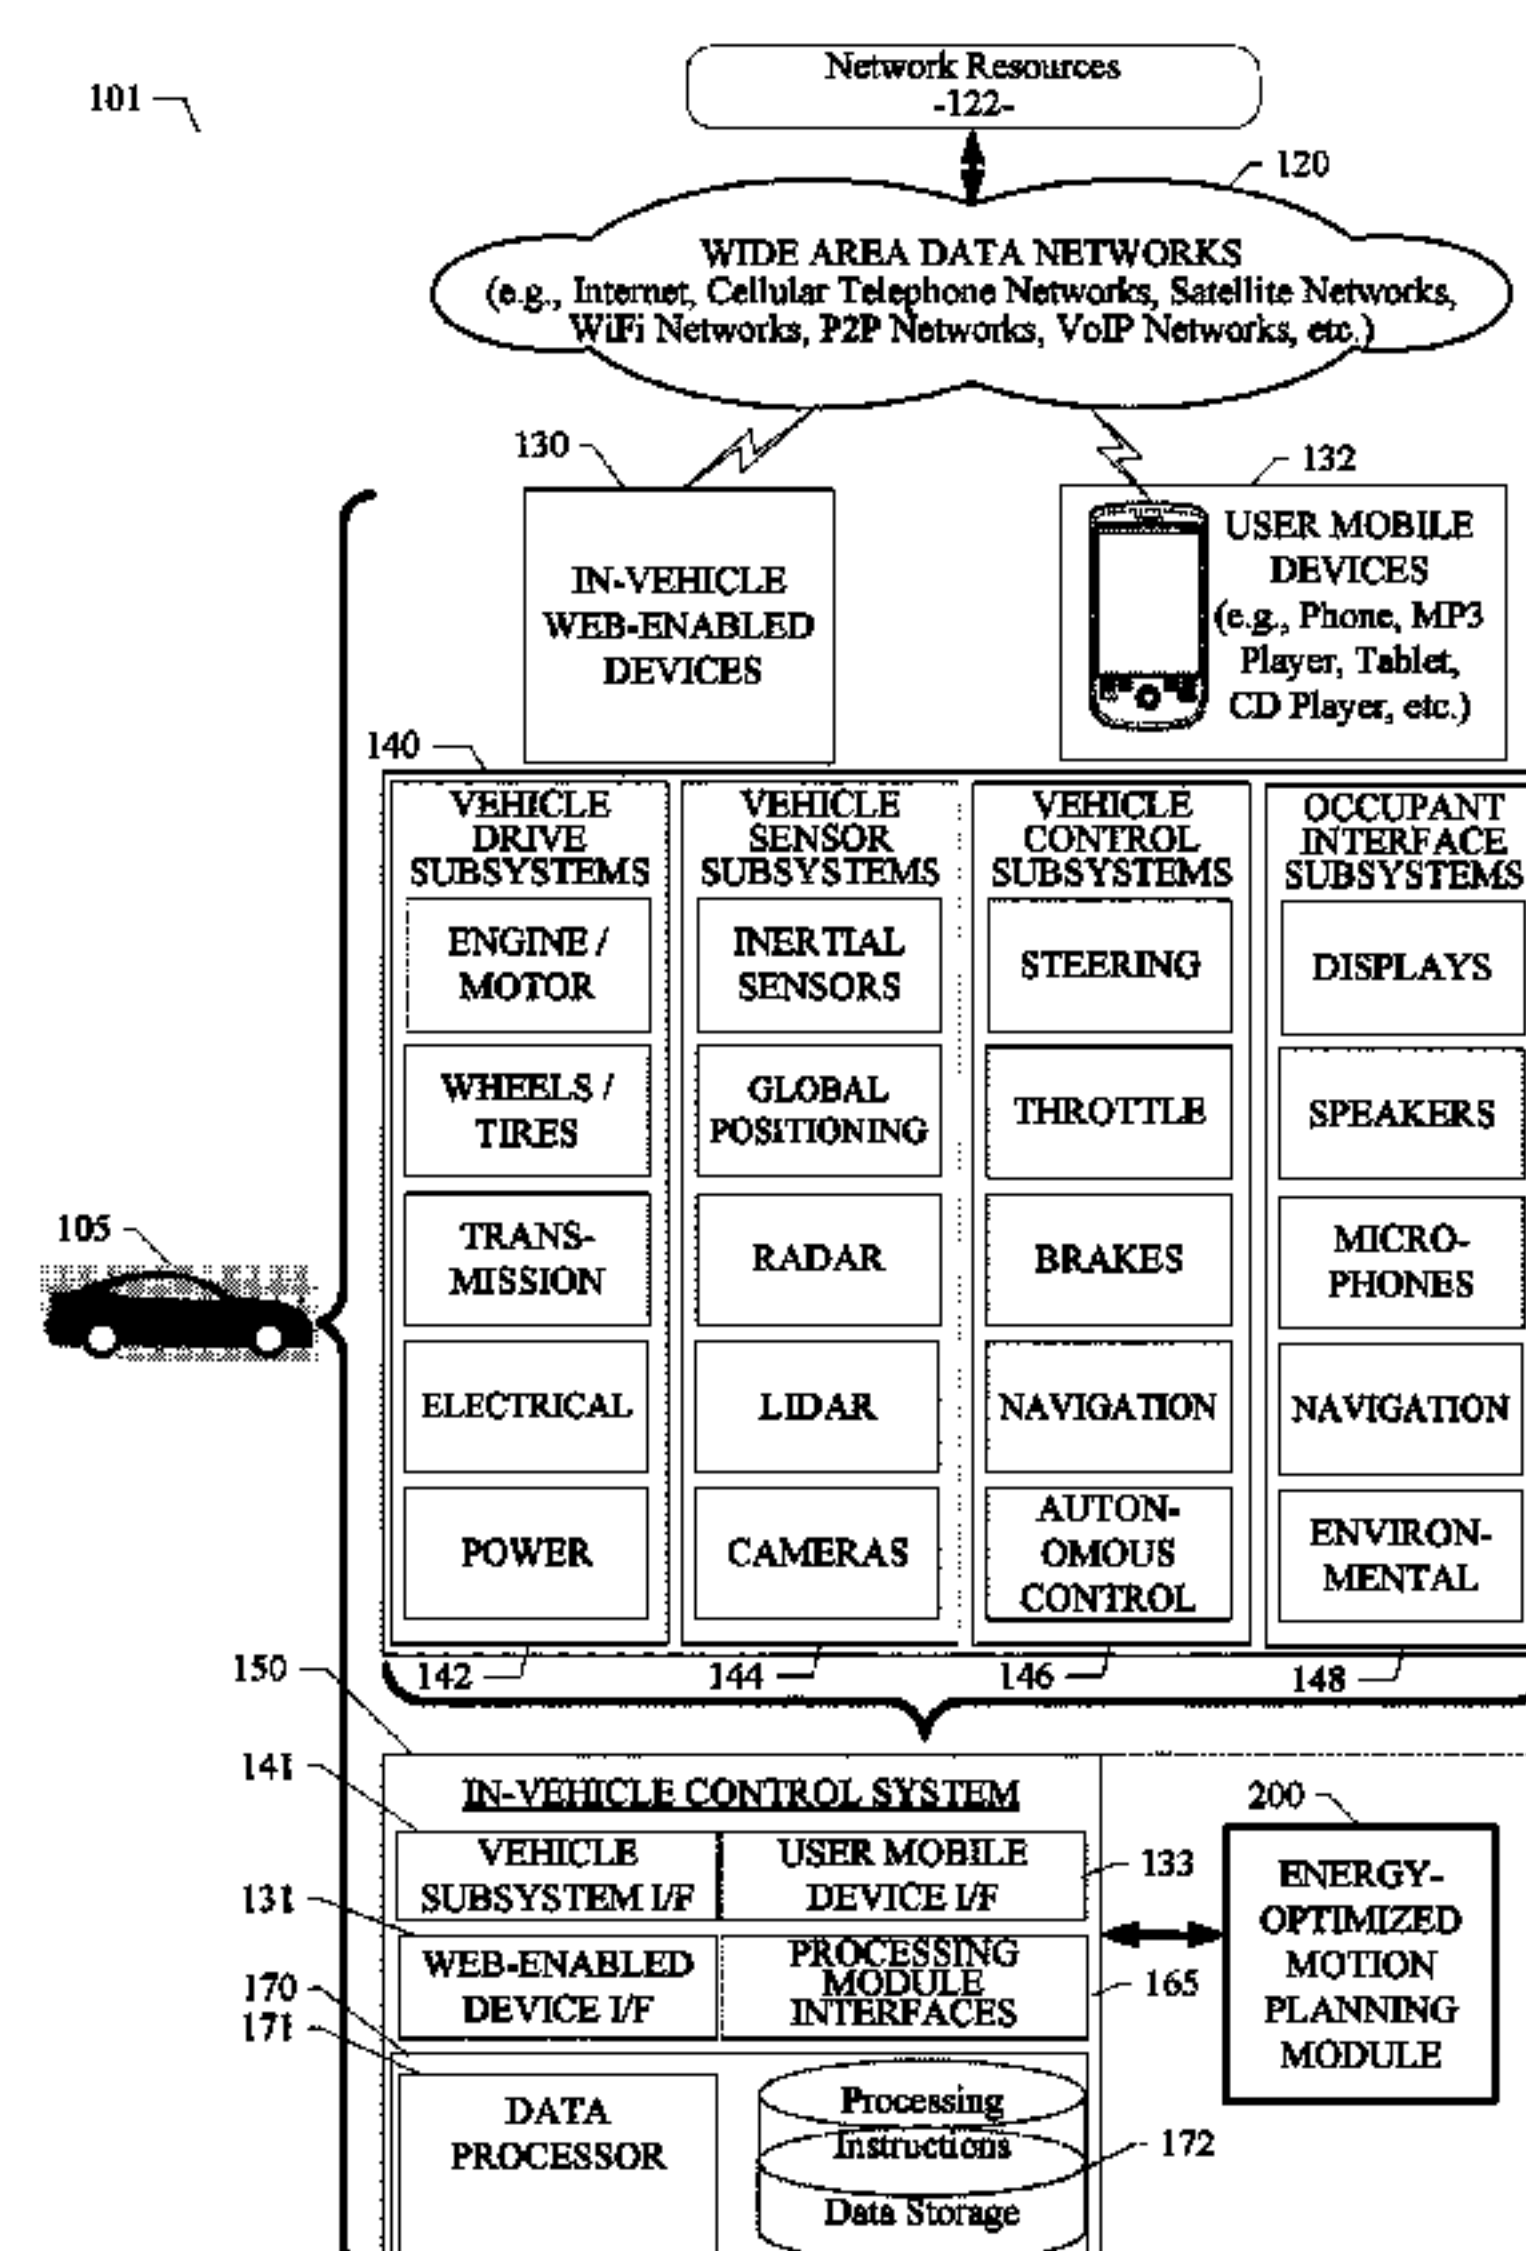 101
Network Resources
-122-
120
WIDE AREA DATA NETWORKS
(e.g., Internet, Cellular Telephone Networks, Satellite Networks,
WiFi Networks, P2P Networks, VoIP Networks, etc.)
130
132
IN-VEHICLE
WEB-ENABLED
DEVICES
USER MOBILE
DEVICES
(e.g., Phone, MP3
Player, Tablet,
CD Player, etc.)
140
VEHICLE
DRIVE
SUBSYSTEMS
ENGINE /
MOTOR
WHEELS /
TIRES
TRANS-
MISSION
ELECTRICAL
POWER
142
VEHICLE
SENSOR
SUBSYSTEMS
INERTIAL
SENSORS
GLOBAL
POSITIONING
RADAR
LIDAR
CAMERAS
144
VEHICLE
CONTROL
SUBSYSTEMS
STEERING
THROTTLE
BRAKES
NAVIGATION
AUTON-
OMOUS
CONTROL
146
OCCUPANT
INTERFACE
SUBSYSTEMS
DISPLAYS
SPEAKERS
MICRO-
PHONES
NAVIGATION
ENVIRON-
MENTAL
148
105
150
IN-VEHICLE CONTROL SYSTEM
141
VEHICLE
SUBSYSTEM I/F
USER MOBILE
DEVICE I/F
133
131
WEB-ENABLED
DEVICE I/F
PROCESSING
MODULE
INTERFACES
165
200
ENERGY-
OPTIMIZED
MOTION
PLANNING
MODULE
170
171
DATA
PROCESSOR
Processing
Instructions
Data Storage
172